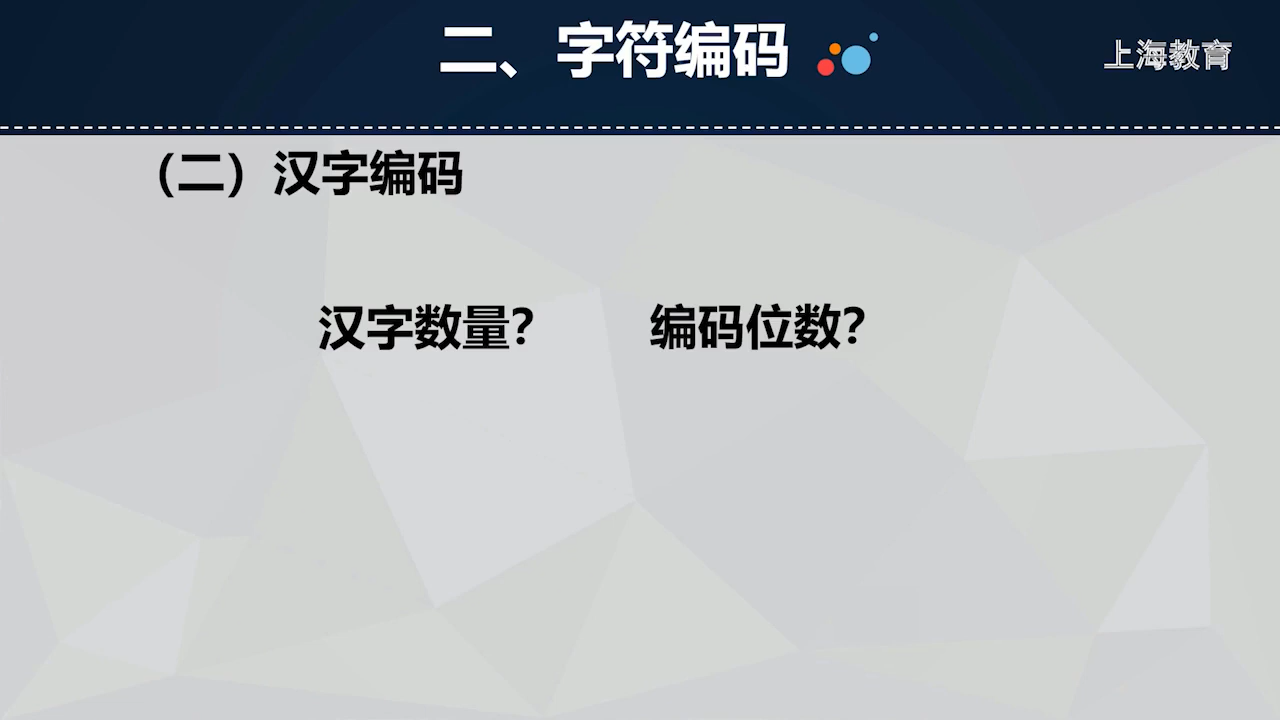 二、字符编码
上海教育
（二）汉字编码
汉字数量？ 编码位数？